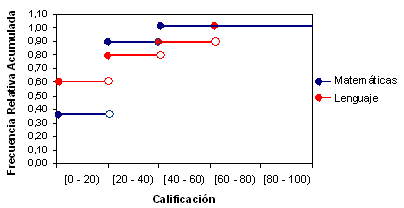 Frecuencia Relativa Acumulada
1,10
1,00
0,90
0,80
0,70
0,60
0,50
0,40
0,30
0,20
0,10
0,00
[0 - 20) [20 - 40) [40 - 60) [60 - 80) [80 - 100)
Calificación
Matemáticas
Lenguaje